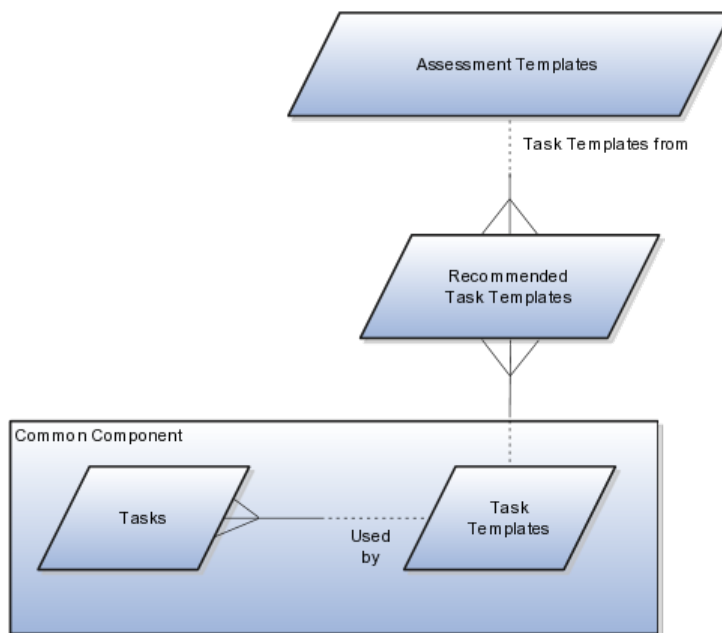 Assessment Templates
Task Templates from
Recommended
Task Templates
Common Component
Tasks
Used
by
Task
Templates